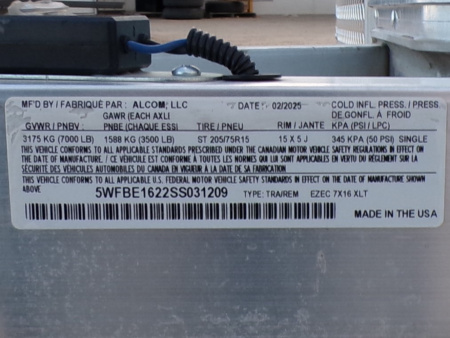 MFD BY / FABRIQUÉ PAR : ALCOM, LLC DATE: 02/2025 COLD INFL. PRESS. / PRESS
GAWR (EACH AXLE) DE.GONFL. À FROID
GVWR / PNBV : PNBE (CHAQUE ESSI) TIRE / PNEU RIM / JANTE KPA (PSI / LPC)
3175 KG (7000 LB) 1588 KG (3500 LB) ST 205/75R15 15 X 5 J 345 KPA (50 PSI) SINGLE
THIS TRAILER CONFORMS TO ALL APPLICABLE STANDARDS PRESCRIBED UNDER THE CANADIAN MOTOR VEHICLE SAFETY REGULATIONS IN EFFECT
ON THE DATE OF MANUFACTURE. / CETTE REMORQUE EST CONFORME À TOUTES LES NORMES QUI LUI SONT APPLICABLES EN VERTU DU RÈGLEMENT SUR LA
SÉCURITÉ DES VÉHICULES AUTOMOBILES DU CANADA EN VIGUEUR À LA DATE DE SA FABRICATION.
THIS VEHICLE CONFORMS TO ALL APPLICABLE U.S. FEDERAL MOTOR VEHICLE SAFETY STANDARDS IN EFFECT ON THE DATE OF MANUFACTURE SHOWN
ABOVE
5WFBE1622SS031209 TYPE: TRA/REM EZEC 7X16 XLT
MADE IN THE USA